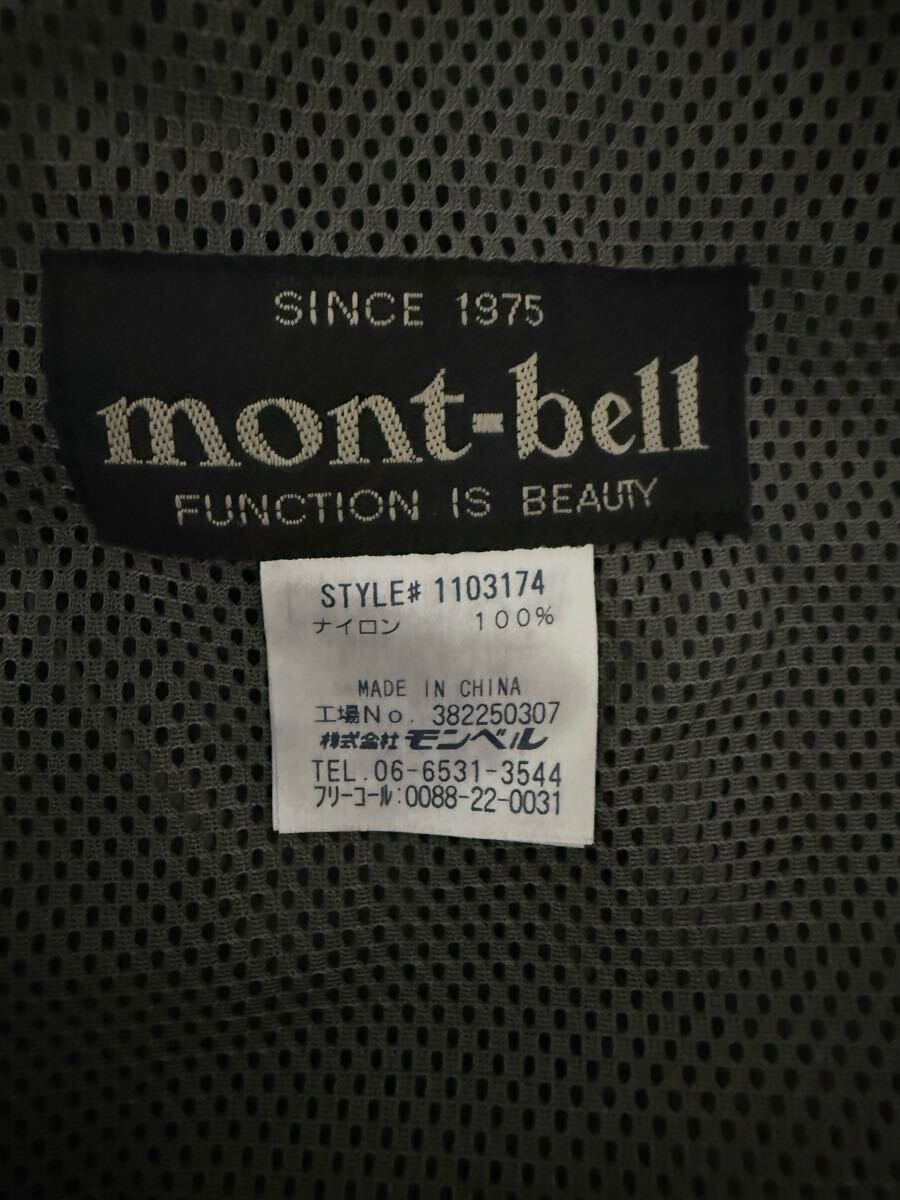 SINCE 1975
mont-bell
FUNCTION IS BEAUTY
STYLE# 1103174
ナイロン 100%
MADE IN CHINA
工場No. 382250307
株式会社 モンベル
TEL.06-6531-3544
フリーコール:0088-22-0031